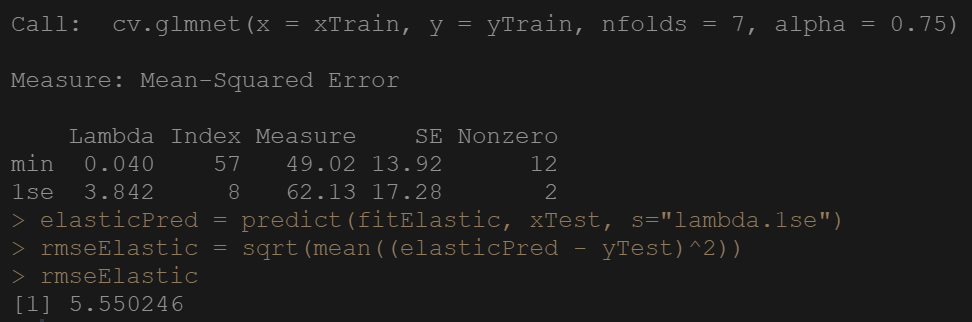 Call:  cv.glmnet(x = xTrain, y = yTrain, nfolds = 7, alpha = 0.75)
Measure: Mean-Squared Error
    Lambda Index Measure    SE Nonzero
min  0.040    57   49.02 13.92      12
1se  3.842     8   62.13 17.28       2
> elasticPred = predict(fitElastic, xTest, s="lambda.1se")
> rmseElastic = sqrt(mean((elasticPred - yTest)^2))
> rmseElastic
[1] 5.550246